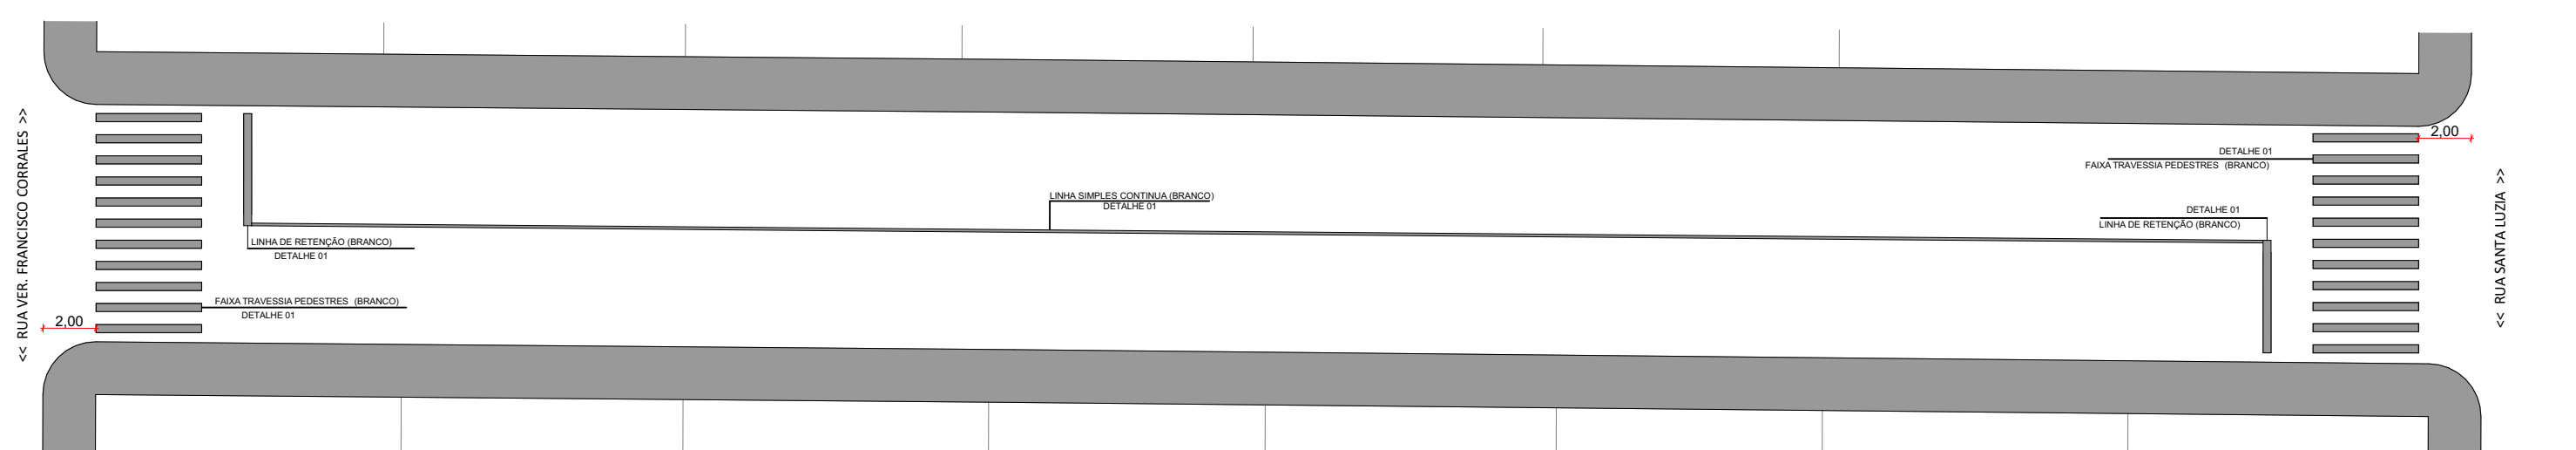 << RUA VER. FRANCISCO CORRALES >>
2,00
LINHA DE RETENÇÃO (BRANCO)
DETALHE 01
FAIXA TRAVESSIA PEDESTRES (BRANCO)
DETALHE 01
LINHA SIMPLES CONTINUA (BRANCO)
DETALHE 01
2,00
DETALHE 01
FAIXA TRAVESSIA PEDESTRES (BRANCO)
DETALHE 01
LINHA DE RETENÇÃO (BRANCO)
<< RUA SANTA LUZIA >>